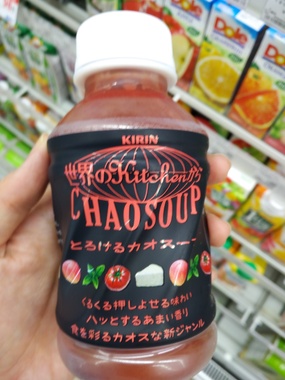 KIRIN
世界のKitchenから
CHAOSOUP
とろけるカオスー
くるくる押しよせる味わい
ハッとするあまい香り
食を彩るカオスな新ジャンル
Dole
Dole